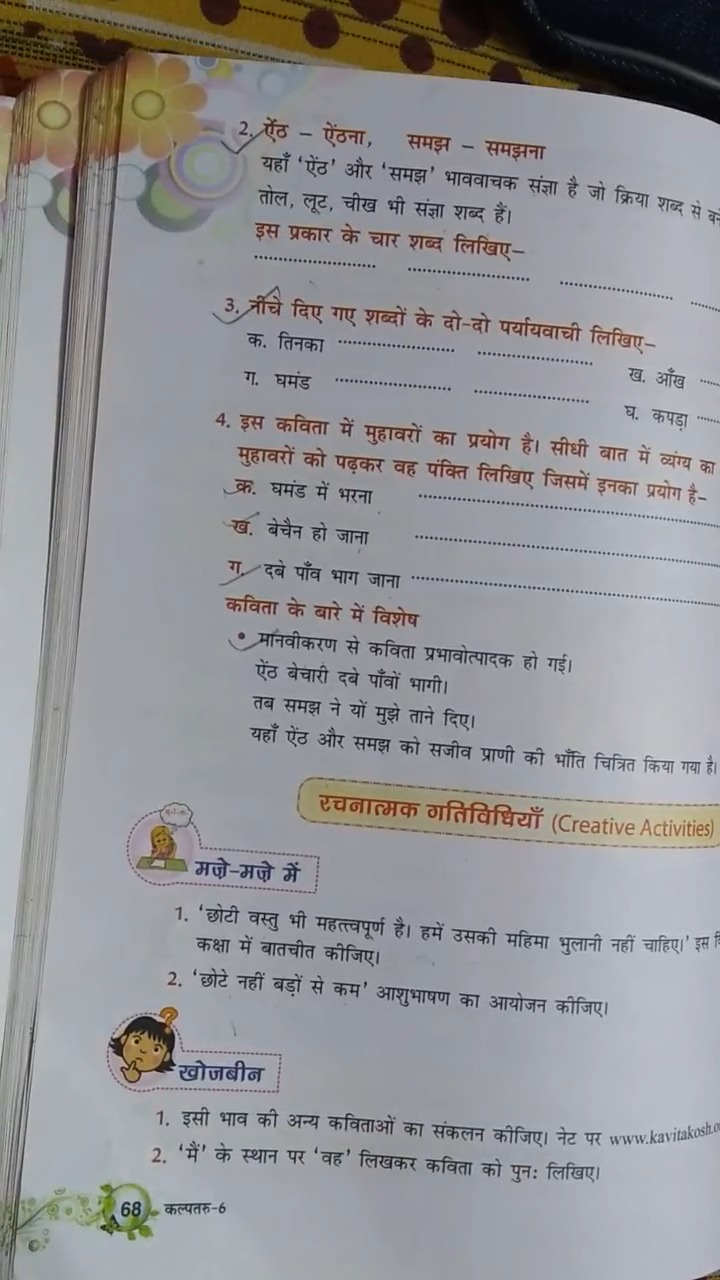 2. ऐंठ – ऐंठना, समझ – समझना
यहाँ 'ऐंठ' और 'समझ' भाववाचक संज्ञा है जो क्रिया शब्द से
तोल, लूट, चीख भी संज्ञा शब्द हैं।
इस प्रकार के चार शब्द लिखिए–
3. नीचे दिए गए शब्दों के दो-दो पर्यायवाची लिखिए–
क. तिनका
ख. आँख
ग. घमंड
घ. कपड़ा
4. इस कविता में मुहावरों का प्रयोग है। सीधी बात में व्यंग्य का
मुहावरों को पढ़कर वह पंक्ति लिखिए जिसमें इनका प्रयोग है–
क. घमंड में भरना
ख. बेचैन हो जाना
ग. दबे पाँव भाग जाना
कविता के बारे में विशेष
• मानवीकरण से कविता प्रभावोत्पादक हो गई।
ऐंठ बेचारी दबे पाँवों भागी।
तब समझ ने यों मुझे ताने दिए।
यहाँ ऐंठ और समझ को सजीव प्राणी की भाँति चित्रित किया गया है।
रचनात्मक गतिविधियाँ (Creative Activities)
मज़े-मज़े में
1. 'छोटी वस्तु भी महत्त्वपूर्ण है। हमें उसकी महिमा भुलानी नहीं चाहिए।' इस
कक्षा में बातचीत कीजिए।
2. 'छोटे नहीं बड़ों से कम' आशुभाषण का आयोजन कीजिए।
खोजबीन
1. इसी भाव की अन्य कविताओं का संकलन कीजिए। नेट पर www.kavitakosh.o
2. 'मैं' के स्थान पर 'वह' लिखकर कविता को पुन: लिखिए।
68 कल्पतरु-6